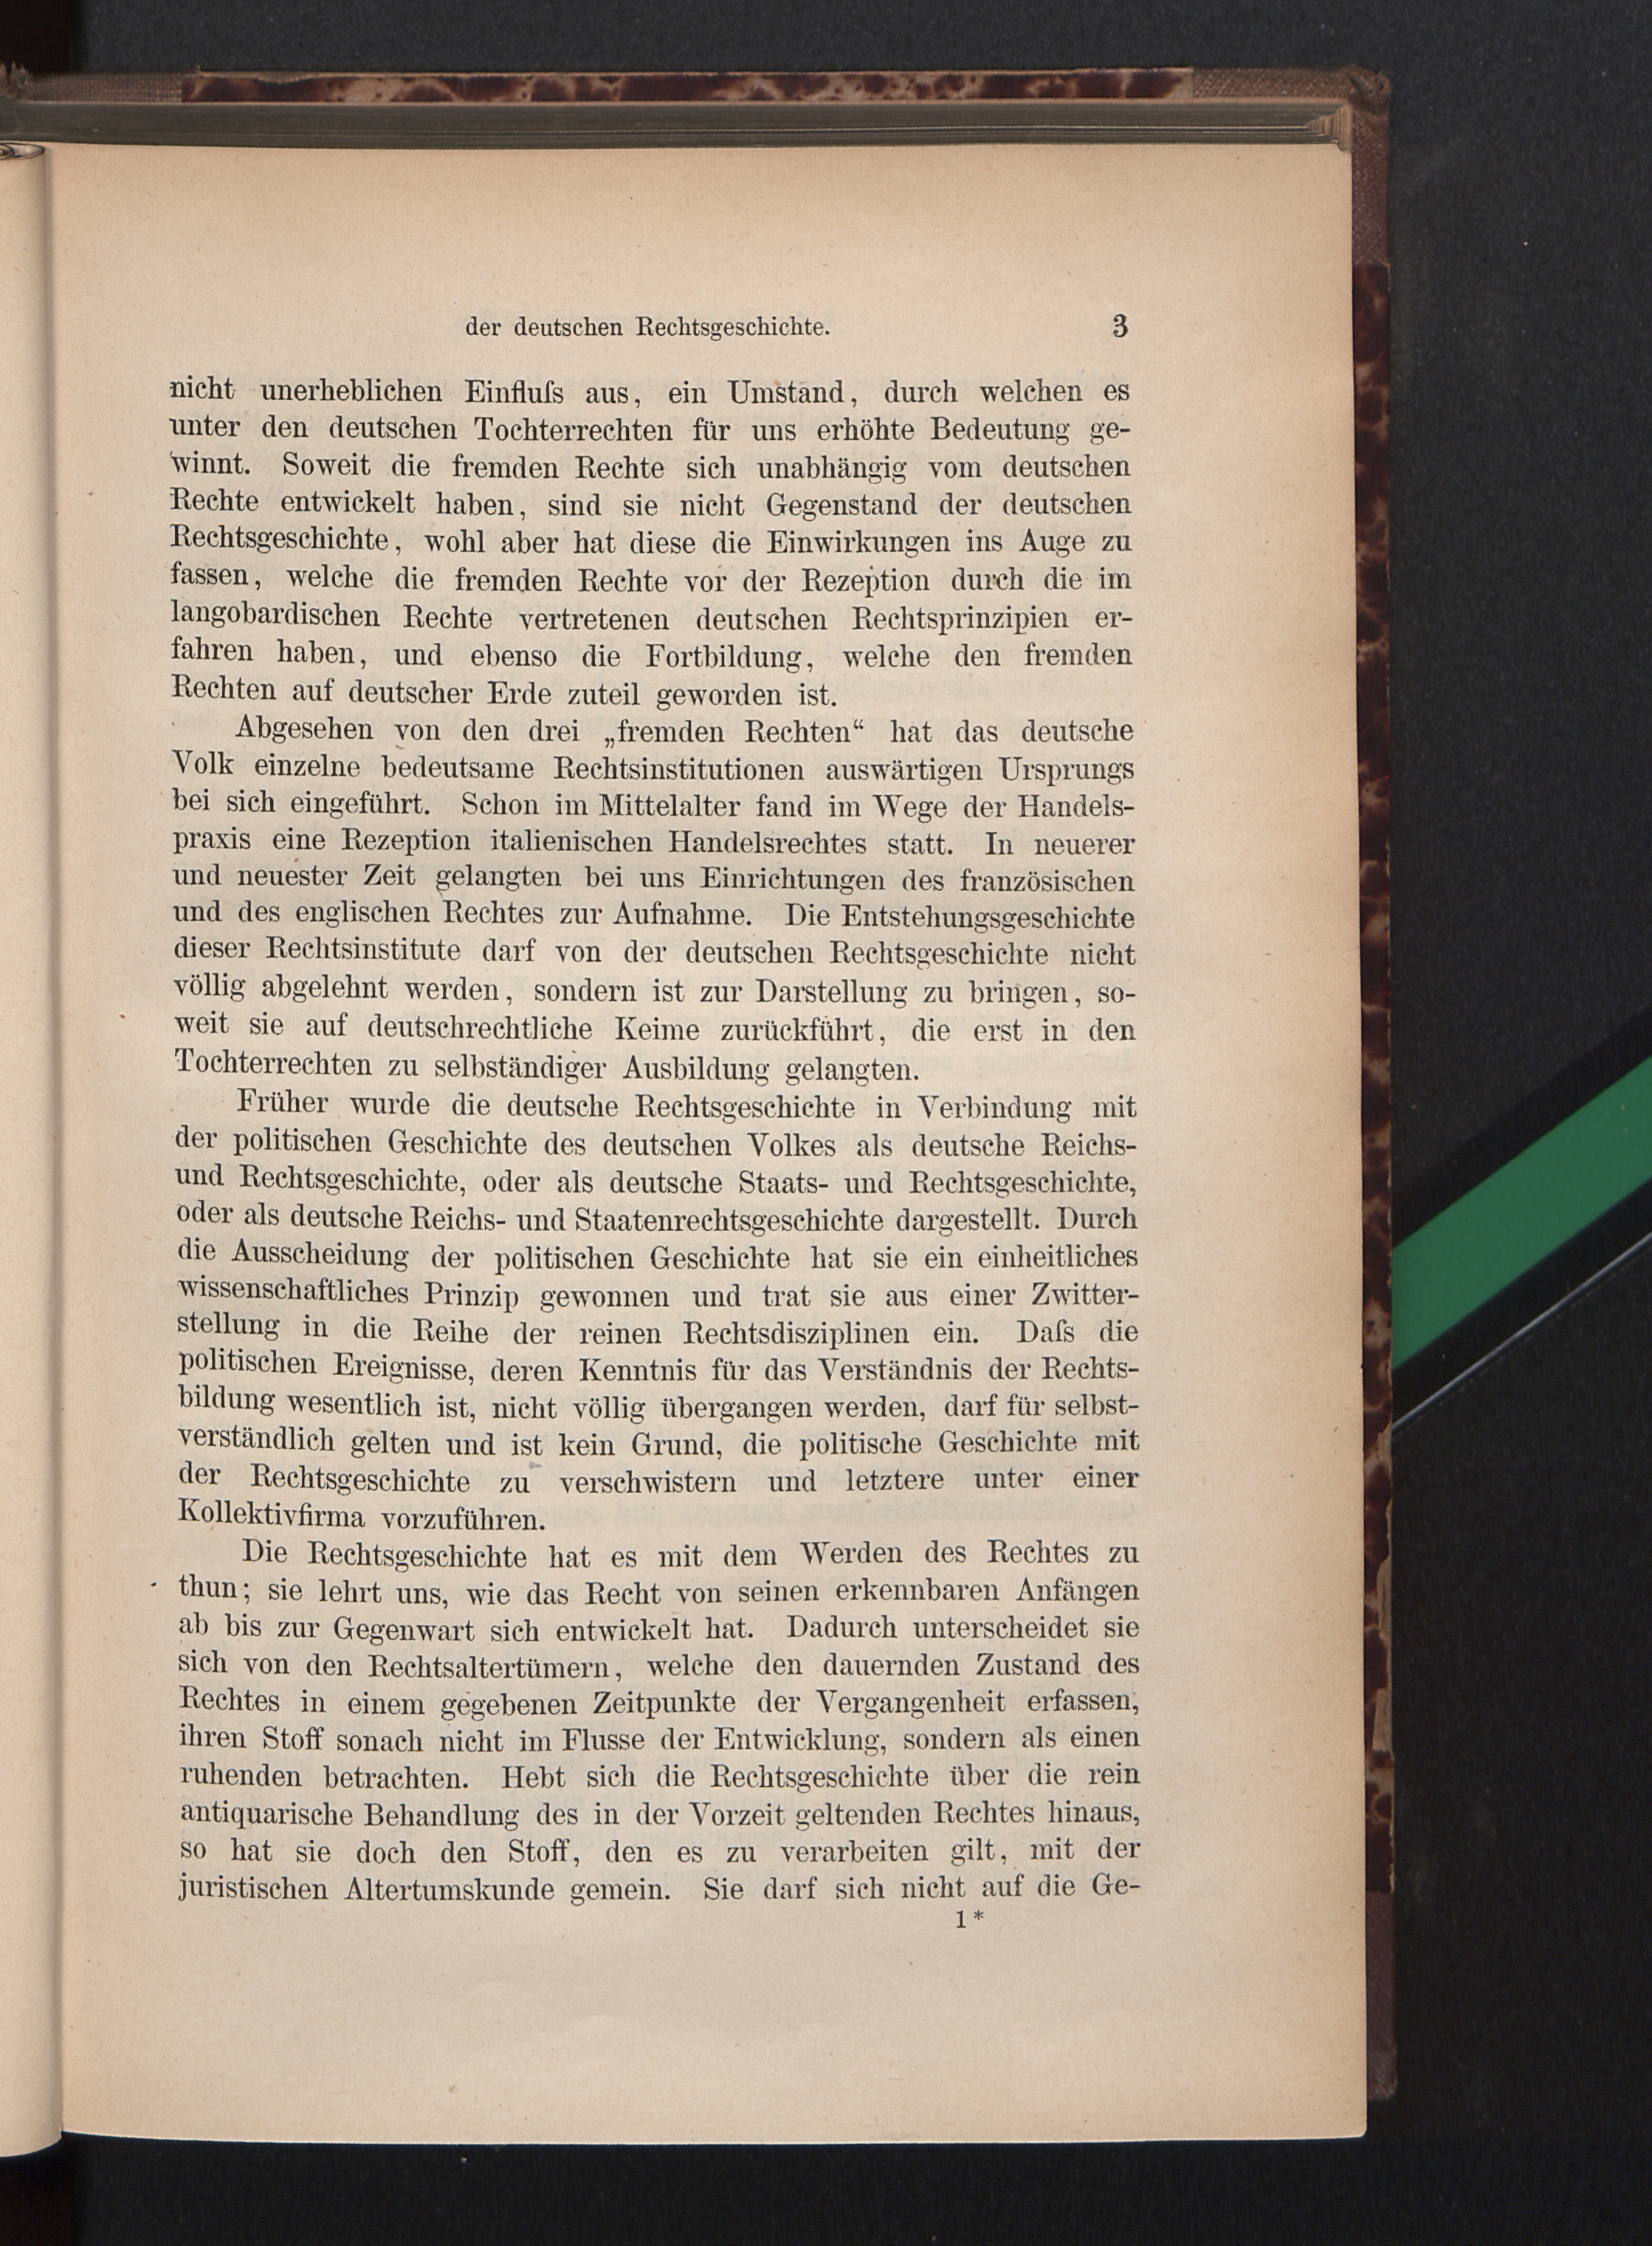 der deutschen Rechtsgeschichte. 3
nicht unerheblichen Einfluſs aus, ein Umstand, durch welchen es
unter den deutschen Tochterrechten für uns erhöhte Bedeutung ge-
winnt. Soweit die fremden Rechte sich unabhängig vom deutschen
Rechte entwickelt haben, sind sie nicht Gegenstand der deutschen
Rechtsgeschichte, wohl aber hat diese die Einwirkungen ins Auge zu
fassen, welche die fremden Rechte vor der Rezeption durch die im
langobardischen Rechte vertretenen deutschen Rechtsprinzipien er-
fahren haben, und ebenso die Fortbildung, welche den fremden
Rechten auf deutscher Erde zuteil geworden ist.
Abgesehen von den drei „fremden Rechten“ hat das deutsche
Volk einzelne bedeutsame Rechtsinstitutionen auswärtigen Ursprungs
bei sich eingeführt. Schon im Mittelalter fand im Wege der Handels-
praxis eine Rezeption italienischen Handelsrechtes statt. In neuerer
und neuester Zeit gelangten bei uns Einrichtungen des französischen
und des englischen Rechtes zur Aufnahme. Die Entstehungsgeschichte
dieser Rechtsinstitute darf von der deutschen Rechtsgeschichte nicht
völlig abgelehnt werden, sondern ist zur Darstellung zu bringen, so-
weit sie auf deutschrechtliche Keime zurückführt, die erst in den
Tochterrechten zu selbständiger Ausbildung gelangten.
Früher wurde die deutsche Rechtsgeschichte in Verbindung mit
der politischen Geschichte des deutschen Volkes als deutsche Reichs-
und Rechtsgeschichte, oder als deutsche Staats- und Rechtsgeschichte,
oder als deutsche Reichs- und Staatenrechtsgeschichte dargestellt. Durch
die Ausscheidung der politischen Geschichte hat sie ein einheitliches
wissenschaftliches Prinzip gewonnen und trat sie aus einer Zwitter-
stellung in die Reihe der reinen Rechtsdisziplinen ein. Daſs die
politischen Ereignisse, deren Kenntnis für das Verständnis der Rechts-
bildung wesentlich ist, nicht völlig übergangen werden, darf für selbst-
verständlich gelten und ist kein Grund, die politische Geschichte mit
der Rechtsgeschichte zu verschwistern und letztere unter einer
Kollektivfirma vorzuführen.
Die Rechtsgeschichte hat es mit dem Werden des Rechtes zu
thun; sie lehrt uns, wie das Recht von seinen erkennbaren Anfängen
ab bis zur Gegenwart sich entwickelt hat. Dadurch unterscheidet sie
sich von den Rechtsaltertümern, welche den dauernden Zustand des
Rechtes in einem gegebenen Zeitpunkte der Vergangenheit erfassen,
ihren Stoff sonach nicht im Flusse der Entwicklung, sondern als einen
ruhenden betrachten. Hebt sich die Rechtsgeschichte über die rein
antiquarische Behandlung des in der Vorzeit geltenden Rechtes hinaus,
so hat sie doch den Stoff, den es zu verarbeiten gilt, mit der
juristischen Altertumskunde gemein. Sie darf sich nicht auf die Ge-
1*